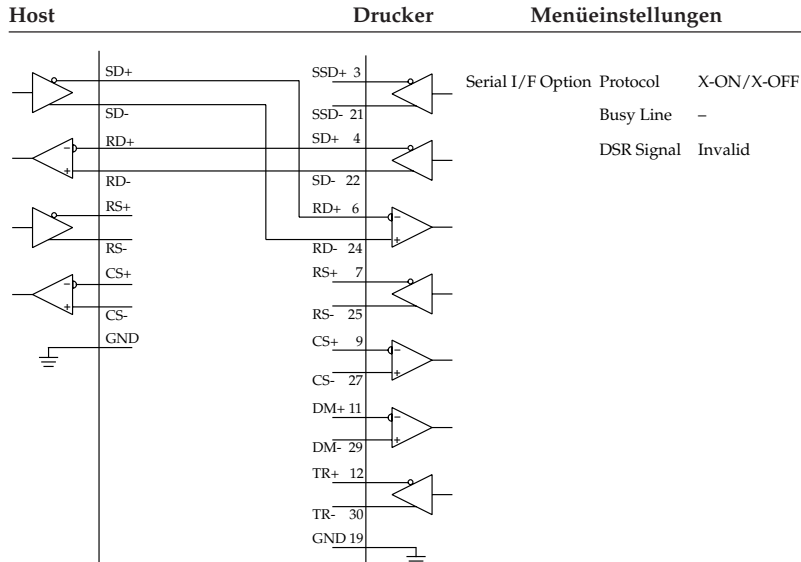 Host Drucker Menüeinstellungen
SD+ SSD+ 3 Serial I/F Option Protocol X-ON/X-OFF
SD- SSD- 21 Busy Line –
RD+ SD+ 4 DSR Signal Invalid
RD- SD- 22
RS+ RD+ 6
RS- RD- 24
CS+ RS+ 7
CS- RS- 25
GND CS+ 9
CS- 27
DM+ 11
DM- 29
TR+ 12
TR- 30
GND 19